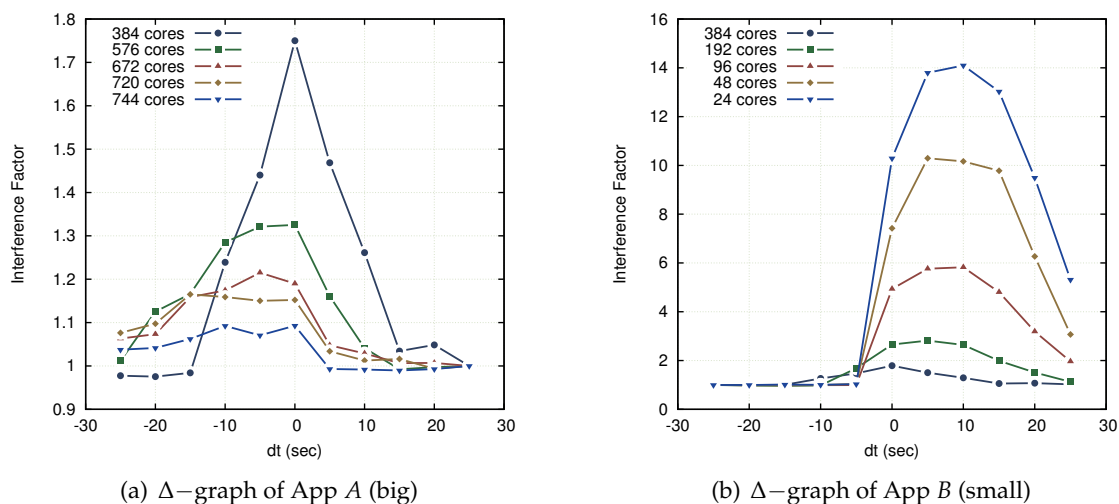 1.8
1.7
1.6
1.5
1.4
1.3
1.2
1.1
1
0.9
-30
-20
-10
0
10
20
30
Interference Factor
dt (sec)
384 cores
576 cores
672 cores
720 cores
744 cores
(a) Δ−graph of App A (big)
16
14
12
10
8
6
4
2
0
-30
-20
-10
0
10
20
30
Interference Factor
dt (sec)
384 cores
192 cores
96 cores
48 cores
24 cores
(b) Δ−graph of App B (small)